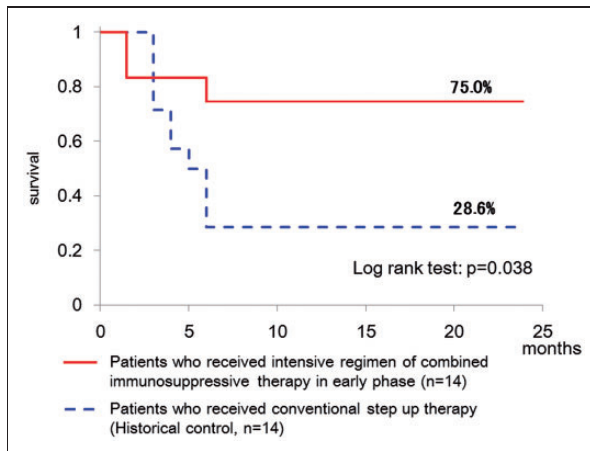 1
0.8
0.6
0.4
0.2
0
survival
75.0%
28.6%
Log rank test: p=0.038
0 5 10 15 20 25
months
Patients who received intensive regimen of combined
immunosuppressive therapy in early phase (n=14)
Patients who received conventional step up therapy
(Historical control, n=14)